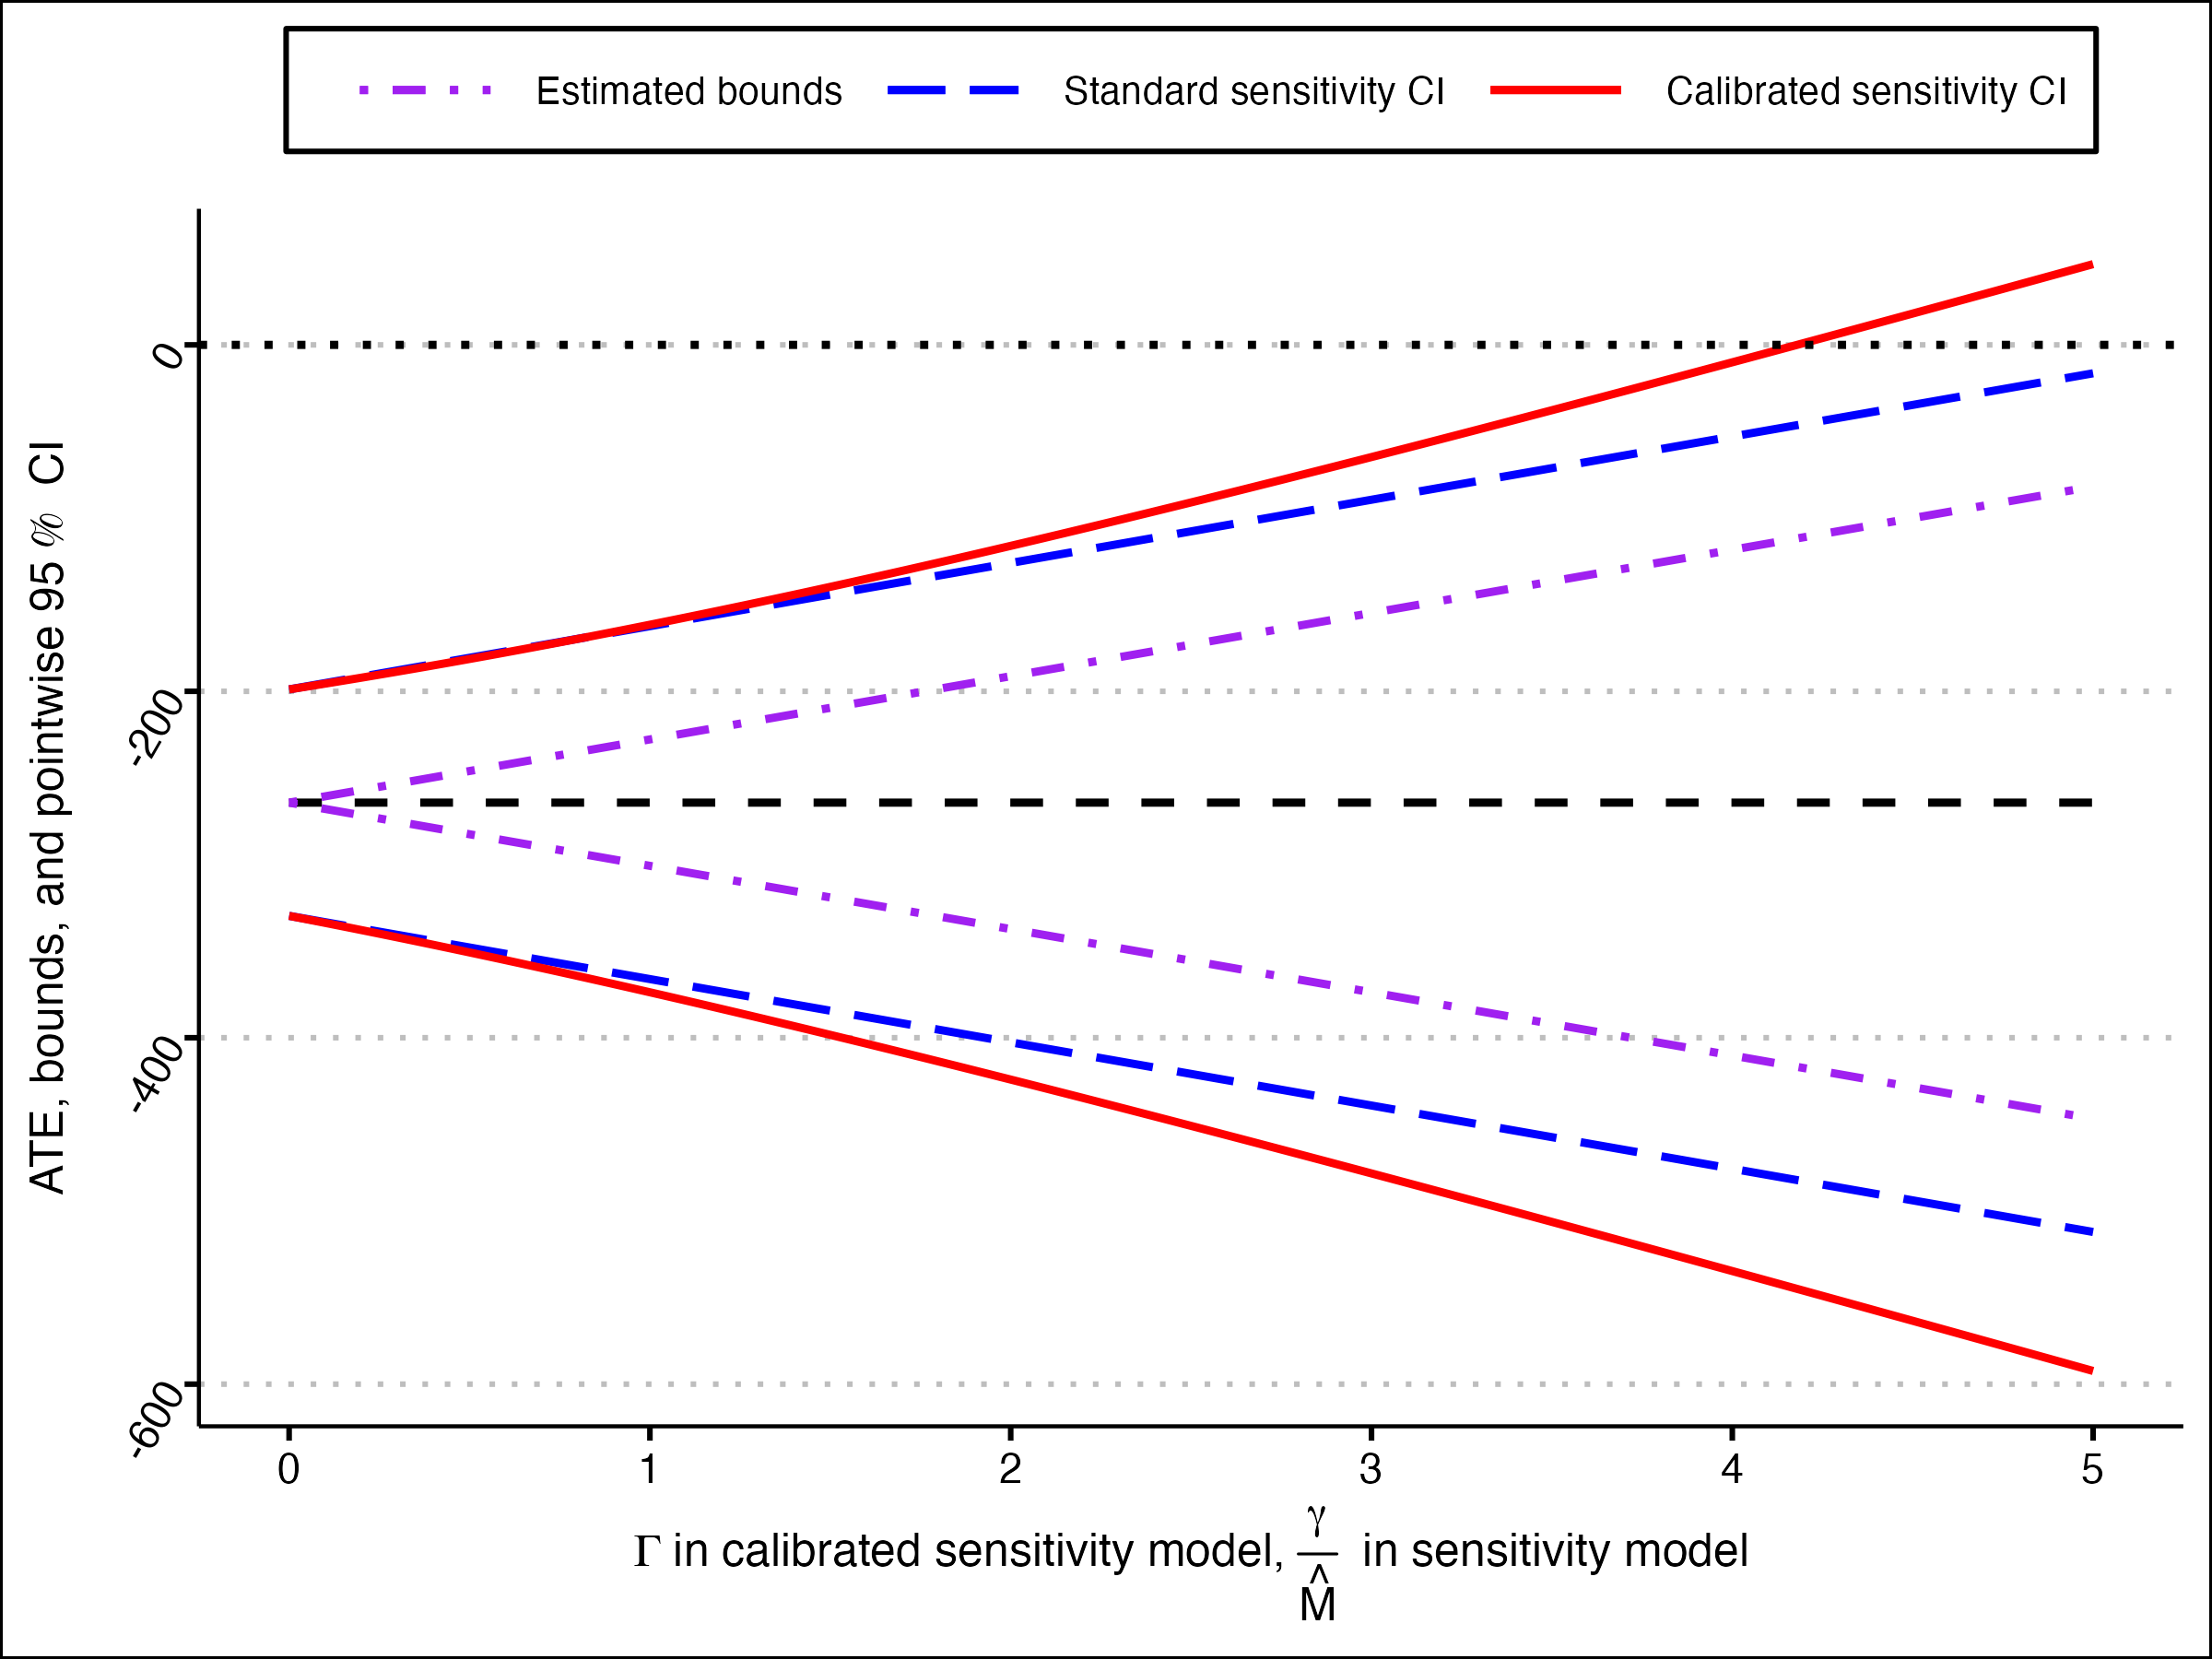 Estimated bounds Standard sensitivity CI Calibrated sensitivity CI
ATE, bounds, and pointwise 95 % CI
0
-200
-400
-600
0 1 2 3 4 5
Γ in calibrated sensitivity model, γ/M̂ in sensitivity model